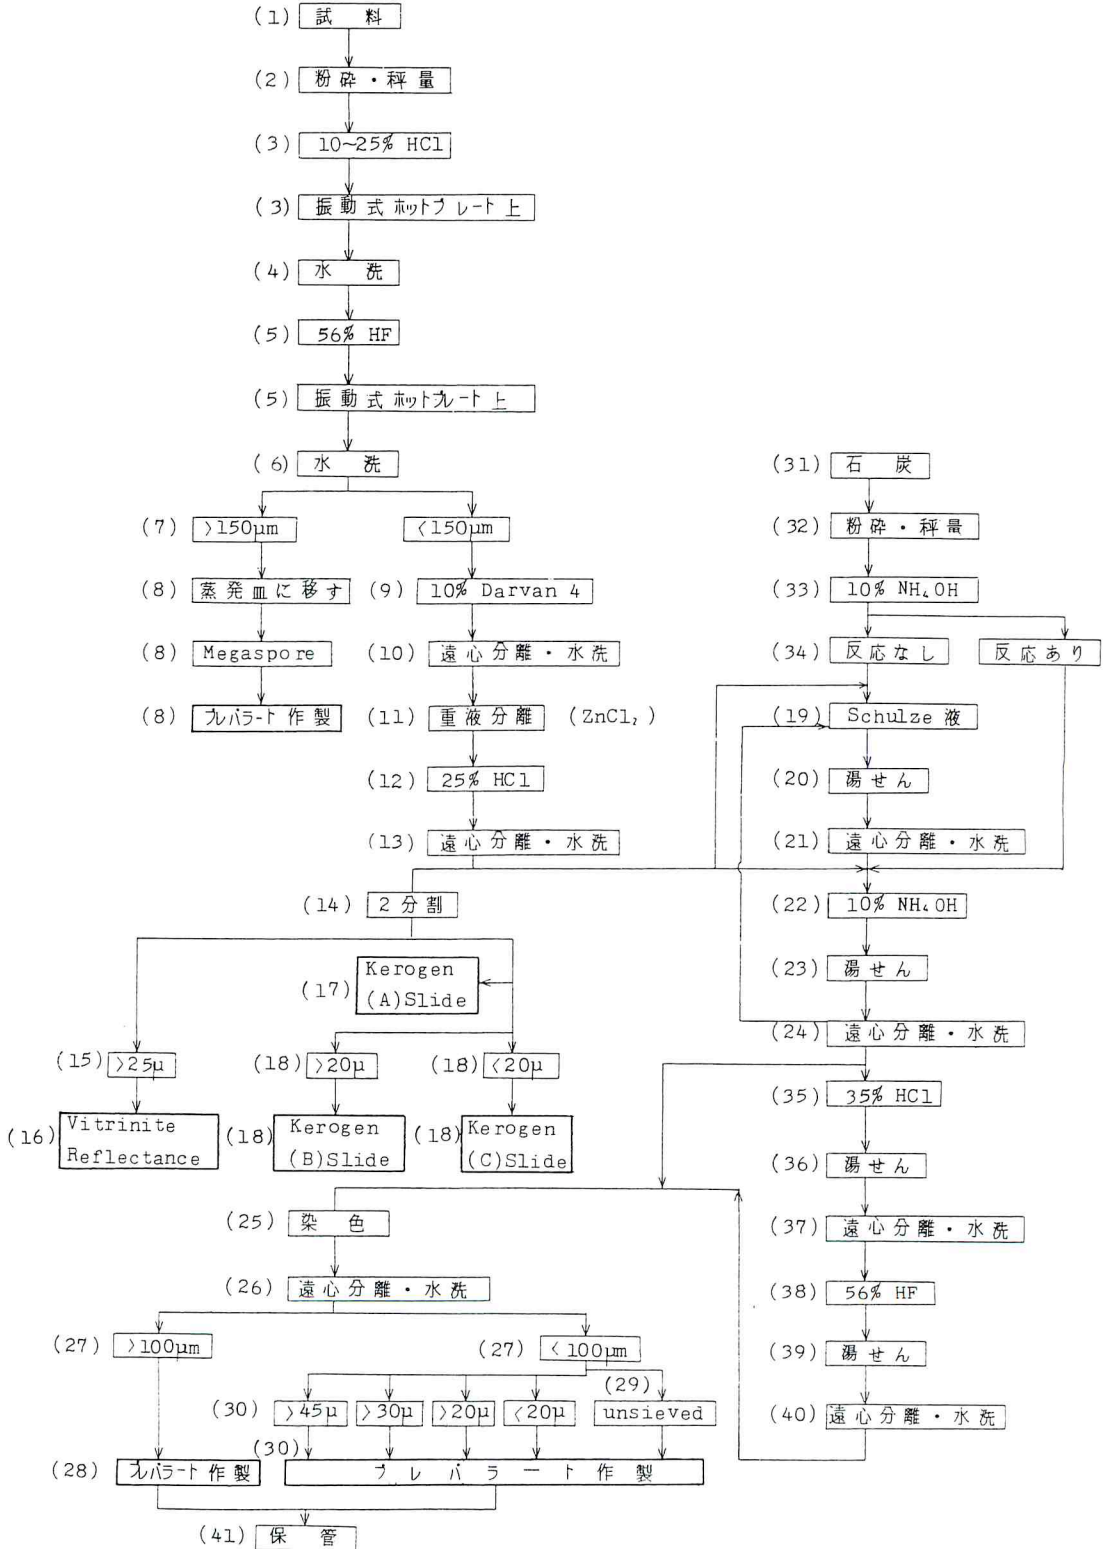 (1) 試料
(2) 粉砕・秤量
(3) 10~25% HCl
(3) 振動式ホットプレート上
(4) 水洗
(5) 56% HF
(5) 振動式ホットプレート上
(6) 水洗
(7) >150μm <150μm
(8) 蒸発皿に移す (9) 10% Darvan 4
(8) Megaspore (10) 遠心分離・水洗
(8) プレパラート作製 (11) 重液分離 (ZnCl₂)
(12) 25% HCl
(13) 遠心分離・水洗
(14) 2分割
(17) Kerogen
(A)Slide
(15) >25μ (18) >20μ (18) <20μ
(16) Vitrinite
Reflectance
(18) Kerogen
(B)Slide
(18) Kerogen
(C)Slide
(31) 石炭
(32) 粉砕・秤量
(33) 10% NH₄OH
(34) 反応なし 反応あり
(19) Schulze液
(20) 湯せん
(21) 遠心分離・水洗
(22) 10% NH₄OH
(23) 湯せん
(24) 遠心分離・水洗
(35) 35% HCl
(36) 湯せん
(37) 遠心分離・水洗
(38) 56% HF
(39) 湯せん
(40) 遠心分離・水洗
(25) 染色
(26) 遠心分離・水洗
(27) >100μm (27) <100μm
(29)
(30) >45μ >30μ >20μ <20μ unsieved
(30)
(28) プレパラート作製 プレパラート作製
(41) 保管